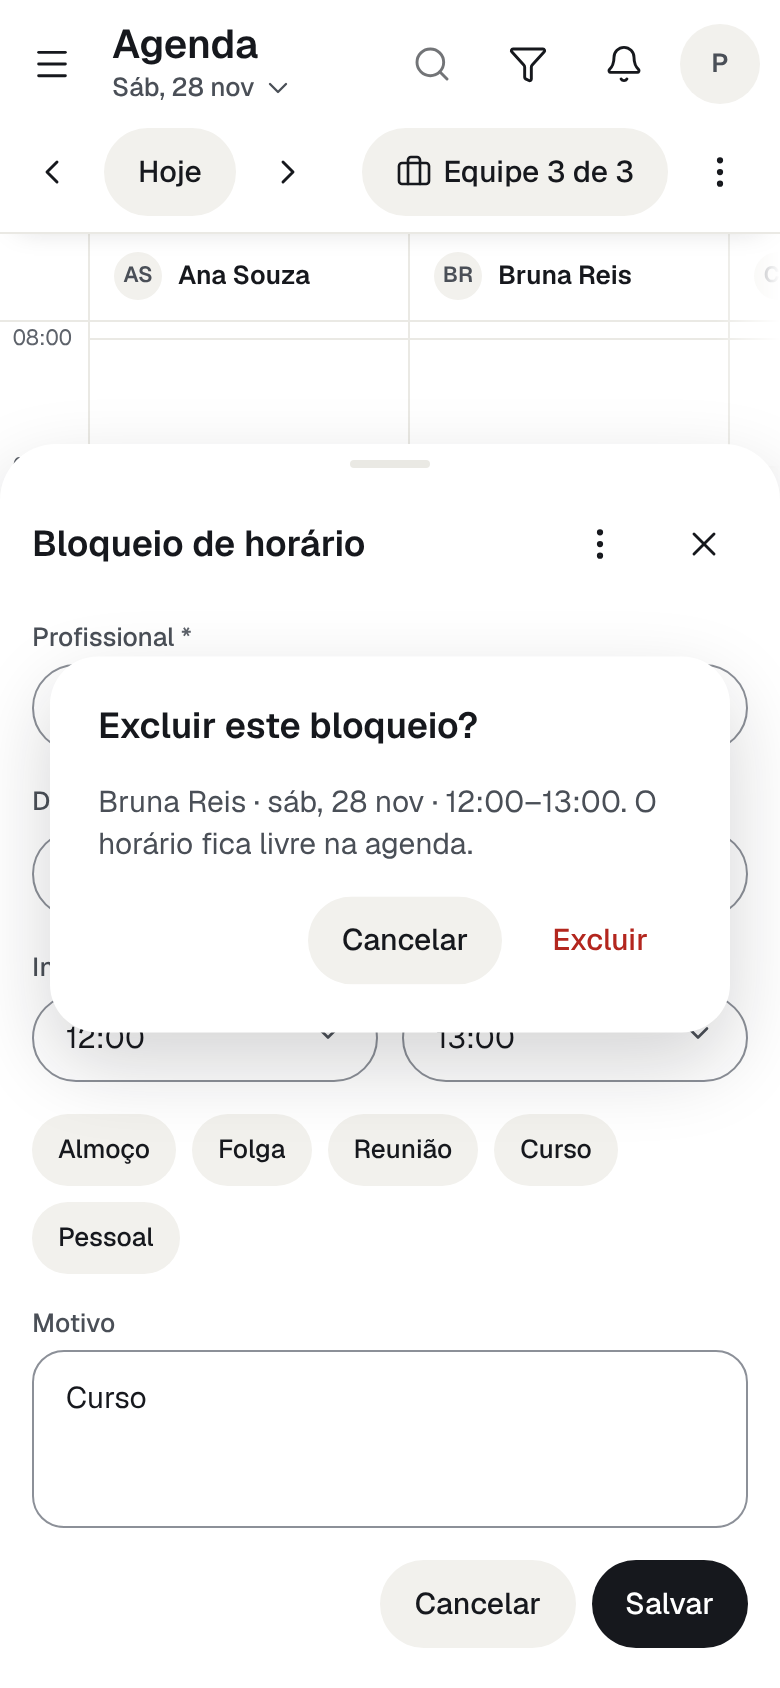 Agenda
Sáb, 28 nov
P
Hoje
Equipe 3 de 3
AS Ana Souza
BR Bruna Reis
08:00
Bloqueio de horário
Profissional *
Excluir este bloqueio?
Bruna Reis · sáb, 28 nov · 12:00–13:00. O
horário fica livre na agenda.
Cancelar
Excluir
12:00
13:00
Almoço
Folga
Reunião
Curso
Pessoal
Motivo
Curso
Cancelar
Salvar